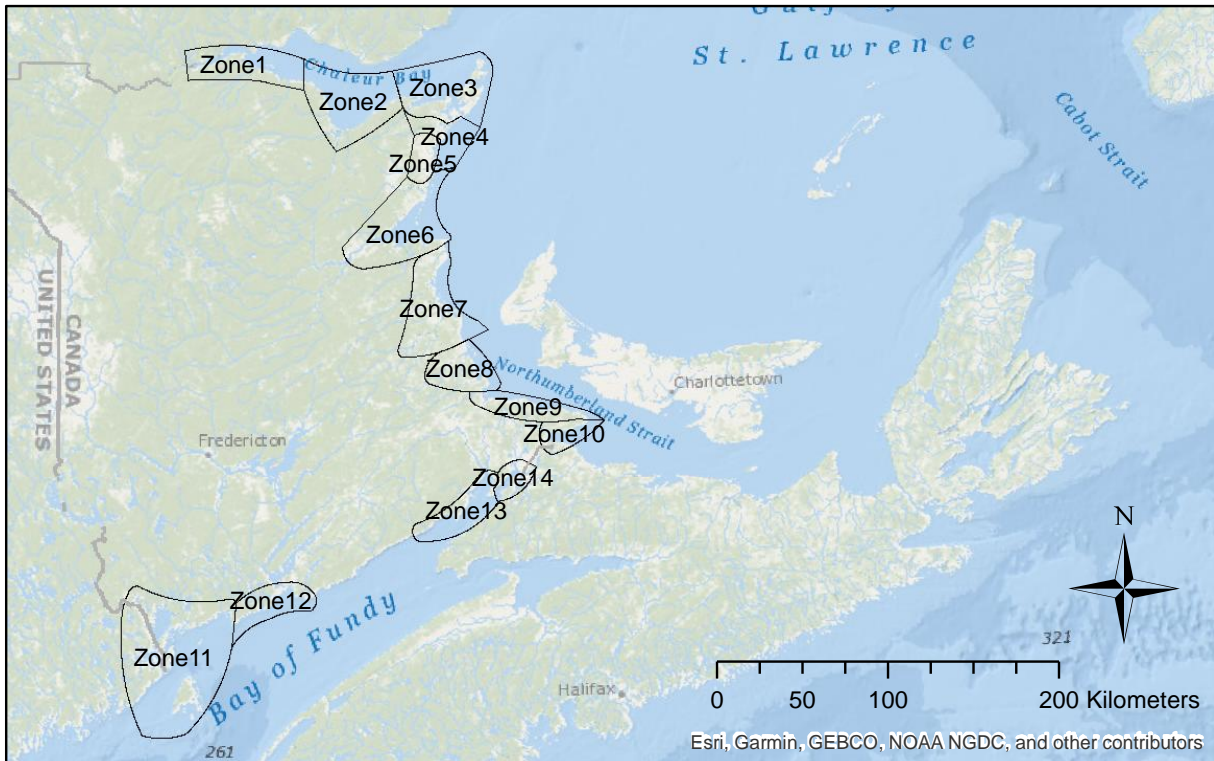 Gulf of
St. Lawrence
Chaleur Bay
Zone1
Zone2
Zone3
Zone4
Zone5
Cabot Strait
Zone6
Zone7
Zone8
Zone9
Zone10
Northumberland Strait
Charlottetown
CANADA
UNITED STATES
Fredericton
Zone14
Zone13
Zone12
Zone11
Bay of Fundy
Halifax
261
N
321
0 50 100 200 Kilometers
Esri, Garmin, GEBCO, NOAA NGDC, and other contributors